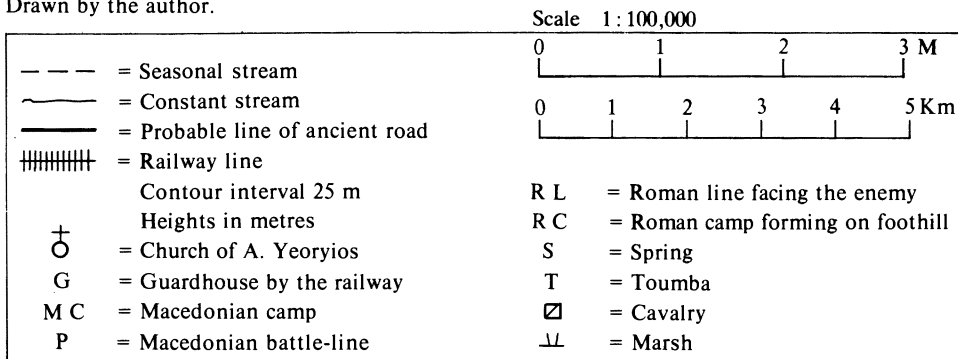 Drawn by the author.
Scale 1 : 100,000
0 1 2 3 M
0 1 2 3 4 5 Km
= Seasonal stream
= Constant stream
= Probable line of ancient road
= Railway line
Contour interval 25 m
Heights in metres
= Church of A. Yeoryios
G = Guardhouse by the railway
M C = Macedonian camp
P = Macedonian battle-line
R L = Roman line facing the enemy
R C = Roman camp forming on foothill
S = Spring
T = Toumba
= Cavalry
= Marsh